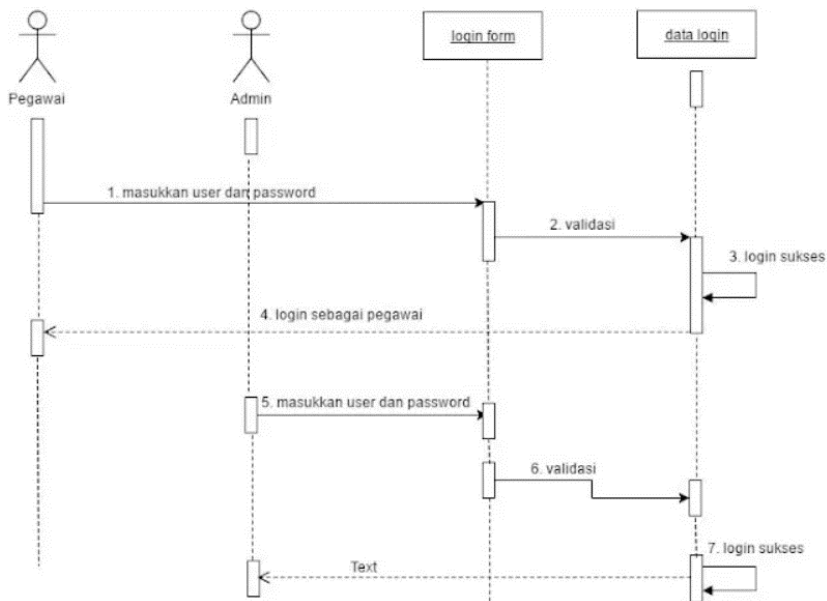 login form
data login
Pegawai
Admin
1. masukkan user dan password
2. validasi
3. login sukses
4. login sebagai pegawai
5. masukkan user dan password
6. validasi
7. login sukses
Text